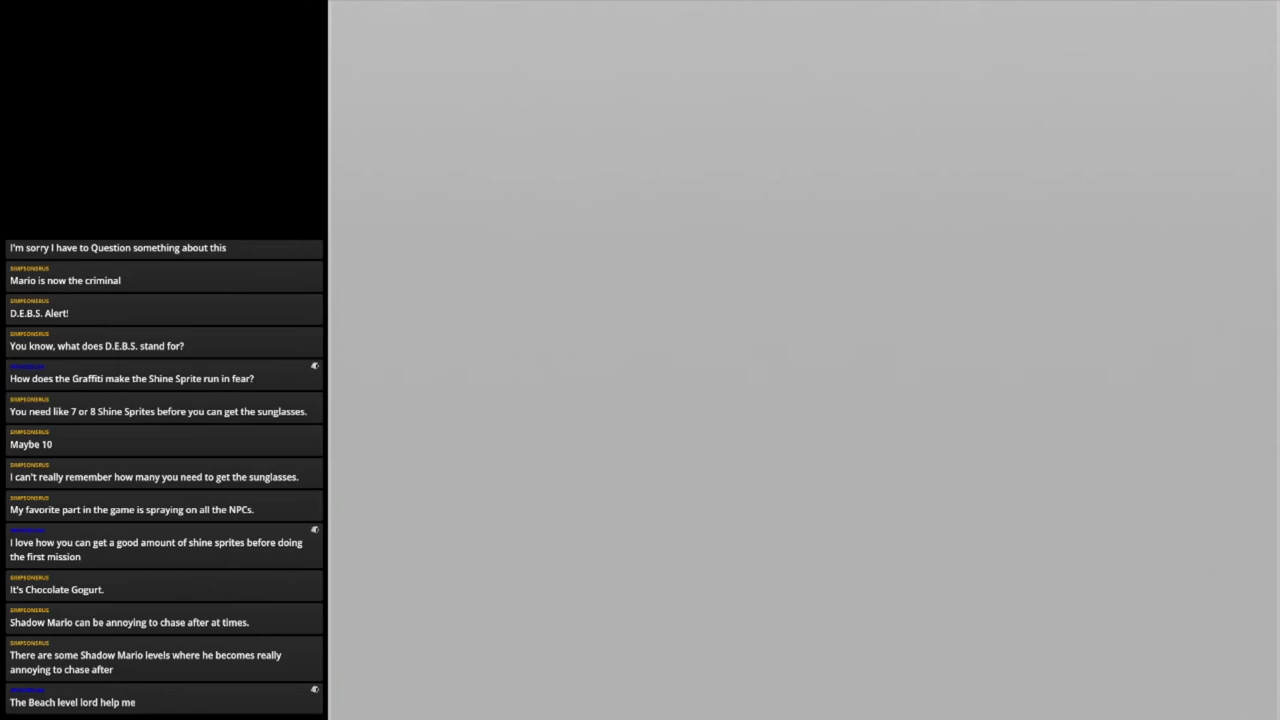 I'm sorry I have to Question something about this
SIMPSONSRUS
Mario is now the criminal
SIMPSONSRUS
D.E.B.S. Alert!
SIMPSONSRUS
You know, what does D.E.B.S. stand for?
How does the Graffiti make the Shine Sprite run in fear?
SIMPSONSRUS
You need like 7 or 8 Shine Sprites before you can get the sunglasses.
SIMPSONSRUS
Maybe 10
SIMPSONSRUS
I can't really remember how many you need to get the sunglasses.
SIMPSONSRUS
My favorite part in the game is spraying on all the NPCs.
I love how you can get a good amount of shine sprites before doing
the first mission
SIMPSONSRUS
It's Chocolate Gogurt.
SIMPSONSRUS
Shadow Mario can be annoying to chase after at times.
SIMPSONSRUS
There are some Shadow Mario levels where he becomes really
annoying to chase after
The Beach level lord help me